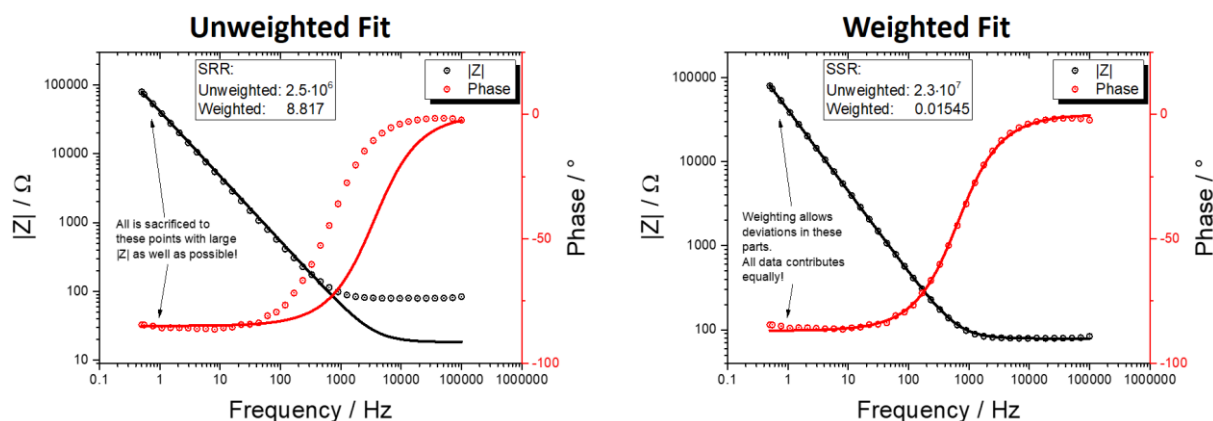 Unweighted Fit
100000
10000
1000
100
10
|Z| / Ω
SRR:
Unweighted: 2.5·10⁶
Weighted: 8.817
|Z|
Phase
All is sacrificed to
these points with large
|Z| as well as possible!
0
-50
-100
Phase / °
0.1 1 10 100 1000 10000 100000 1000000
Frequency / Hz
Weighted Fit
100000
10000
1000
100
|Z| / Ω
SSR:
Unweighted: 2.3·10⁷
Weighted: 0.01545
|Z|
Phase
Weighting allows
deviations in these
parts.
All data contributes
equally!
0
-50
-100
Phase / °
0.1 1 10 100 1000 10000 100000 1000000
Frequency / Hz